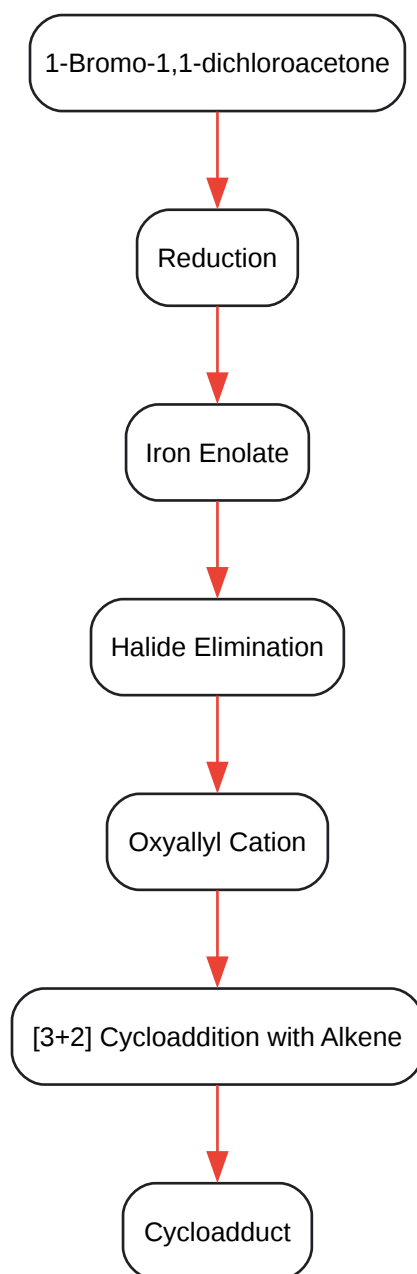 1-Bromo-1,1-dichloroacetone
Reduction
Iron Enolate
Halide Elimination
Oxyallyl Cation
[3+2] Cycloaddition with Alkene
Cycloadduct